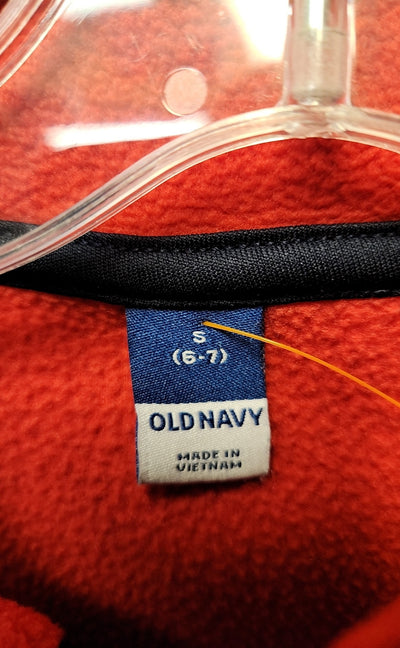 S
(6-7)
OLD NAVY
MADE IN
VIETNAM